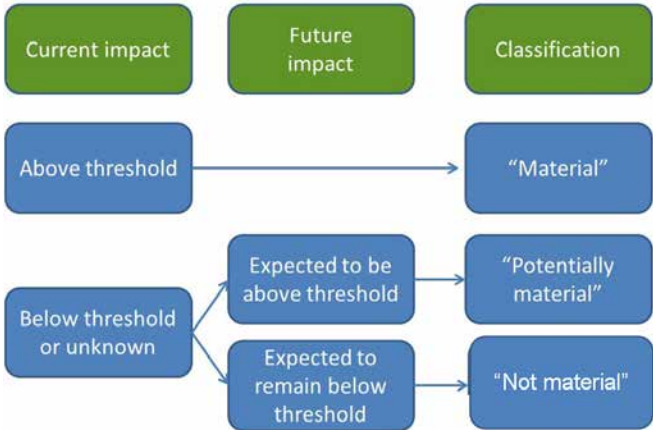 Current impact
Future
impact
Classification
Above threshold
“Material”
Below threshold
or unknown
Expected to be
above threshold
“Potentially
material”
Expected to
remain below
threshold
“Not material”